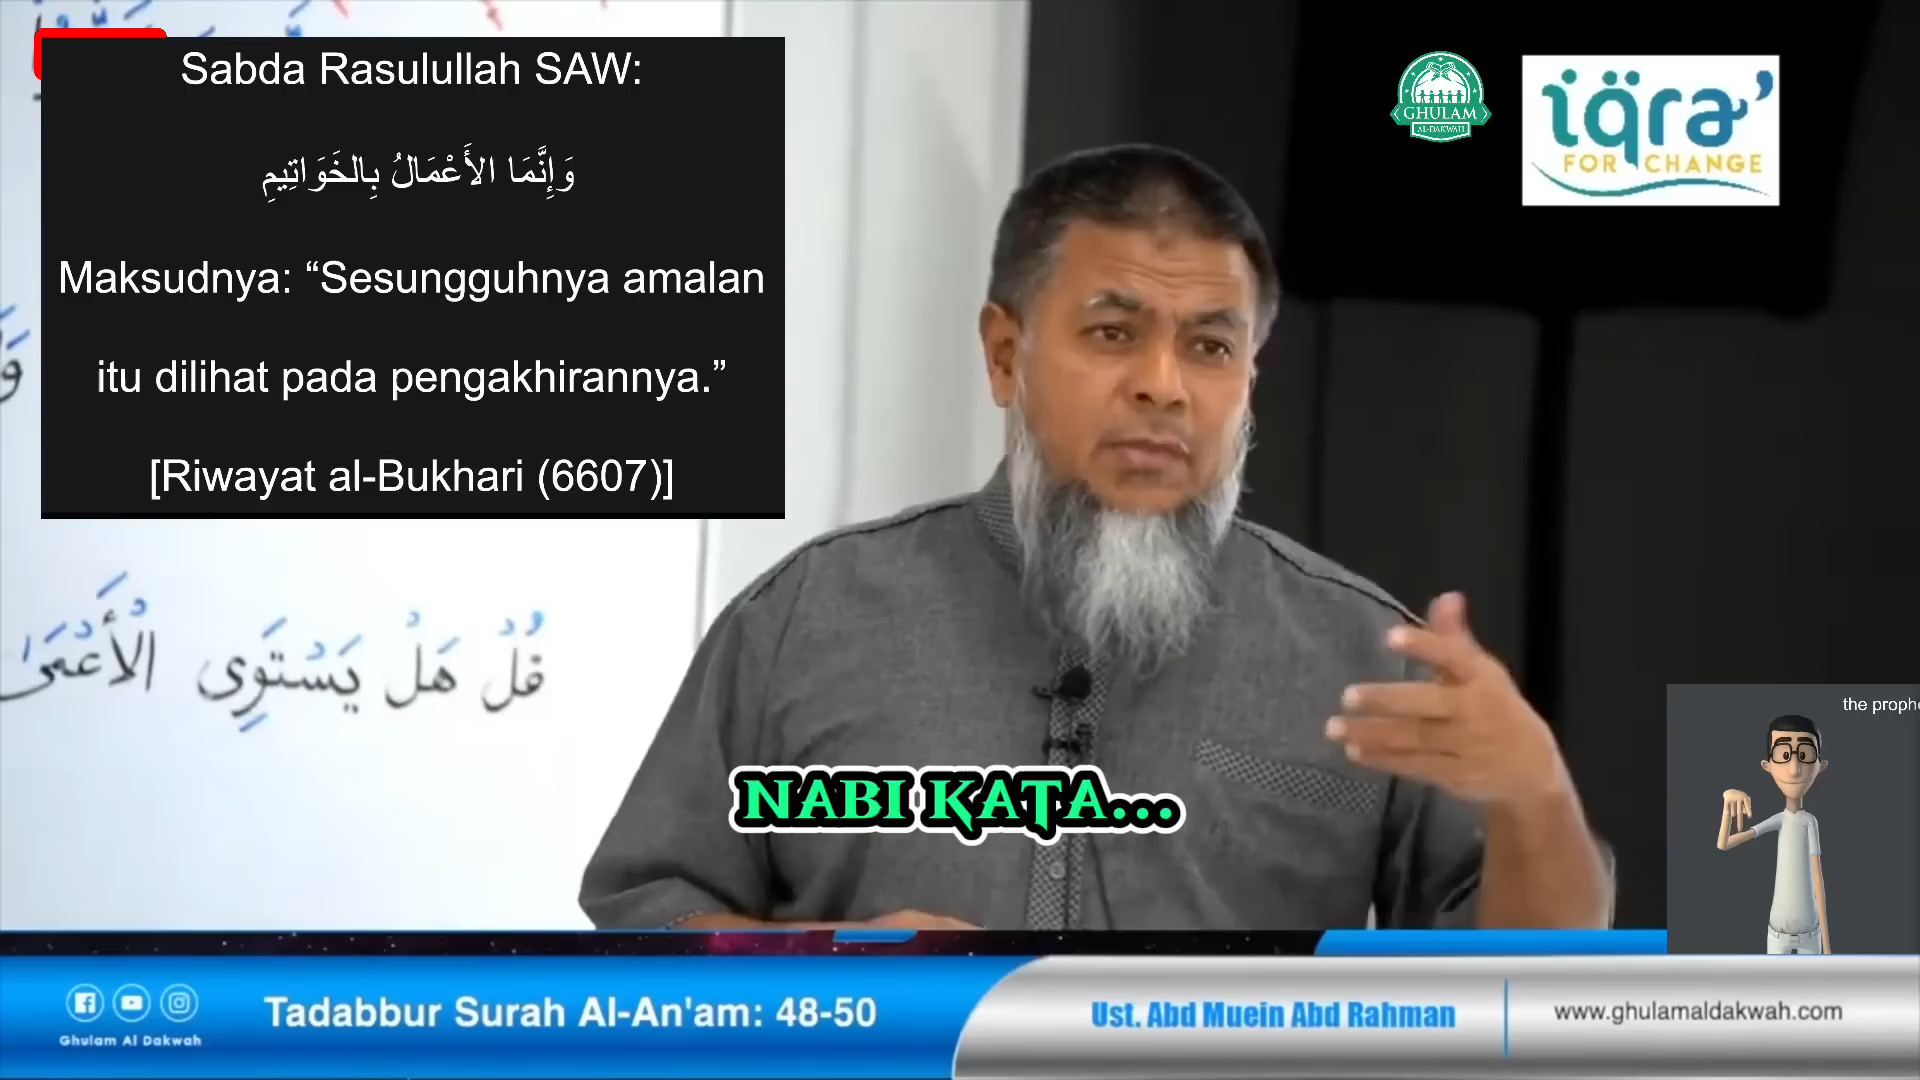 Sabda Rasulullah SAW:
وَإِنَّمَا الأَعْمَالُ بِالخَوَاتِيمِ
Maksudnya: “Sesungguhnya amalan
itu dilihat pada pengakhirannya.”
[Riwayat al-Bukhari (6607)]
GHULAM
AL-DAKWAH
iqra'
FOR CHANGE
قُلْ هَلْ يَسْتَوِى الْأَعْمَىٰ
NABI KATA...
the prophe
Ghulam Al Dakwah
Tadabbur Surah Al-An'am: 48-50
Ust. Abd Muein Abd Rahman
www.ghulamaldakwah.com